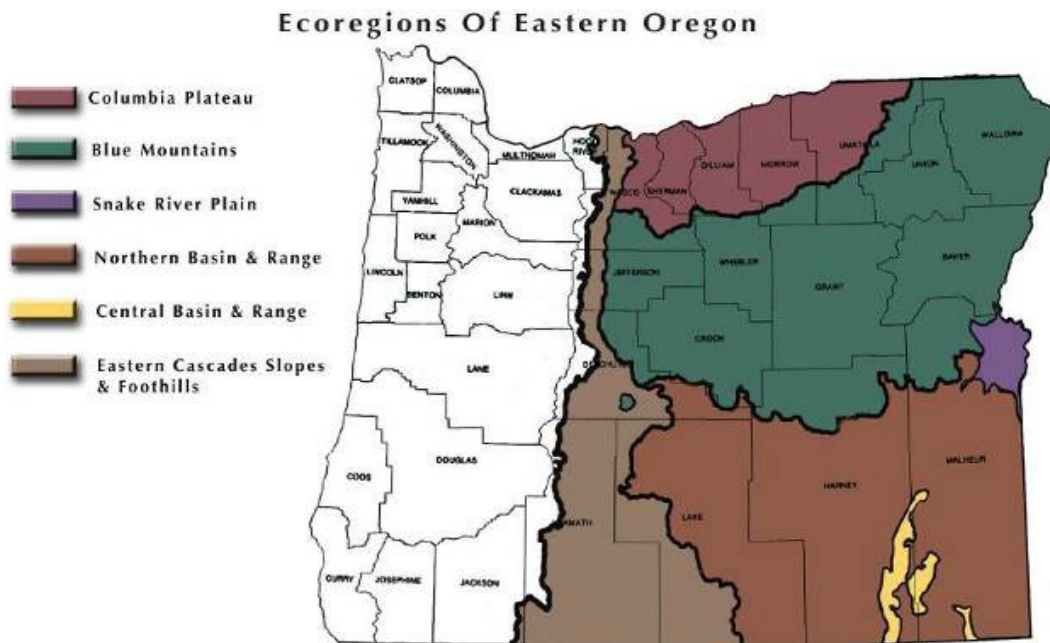 Ecoregions Of Eastern Oregon
Columbia Plateau
Blue Mountains
Snake River Plain
Northern Basin & Range
Central Basin & Range
Eastern Cascades Slopes
& Foothills
CLATSOP
COLUMBIA
TILLAMOOK
WASHINGTON
MULTNOMAH
HOOD
RIVER
YAMHILL
CLACKAMAS
MARION
POLK
LINCOLN
BENTON
LINN
LANE
DOUGLAS
COOS
CURRY
JOSEPHINE
JACKSON
WASCO
SHERMAN
GILLIAM
MORROW
UMATILLA
UNION
WALLOWA
JEFFERSON
WHEELER
GRANT
BAKER
CROOK
LAKE
HARNEY
MALHEUR